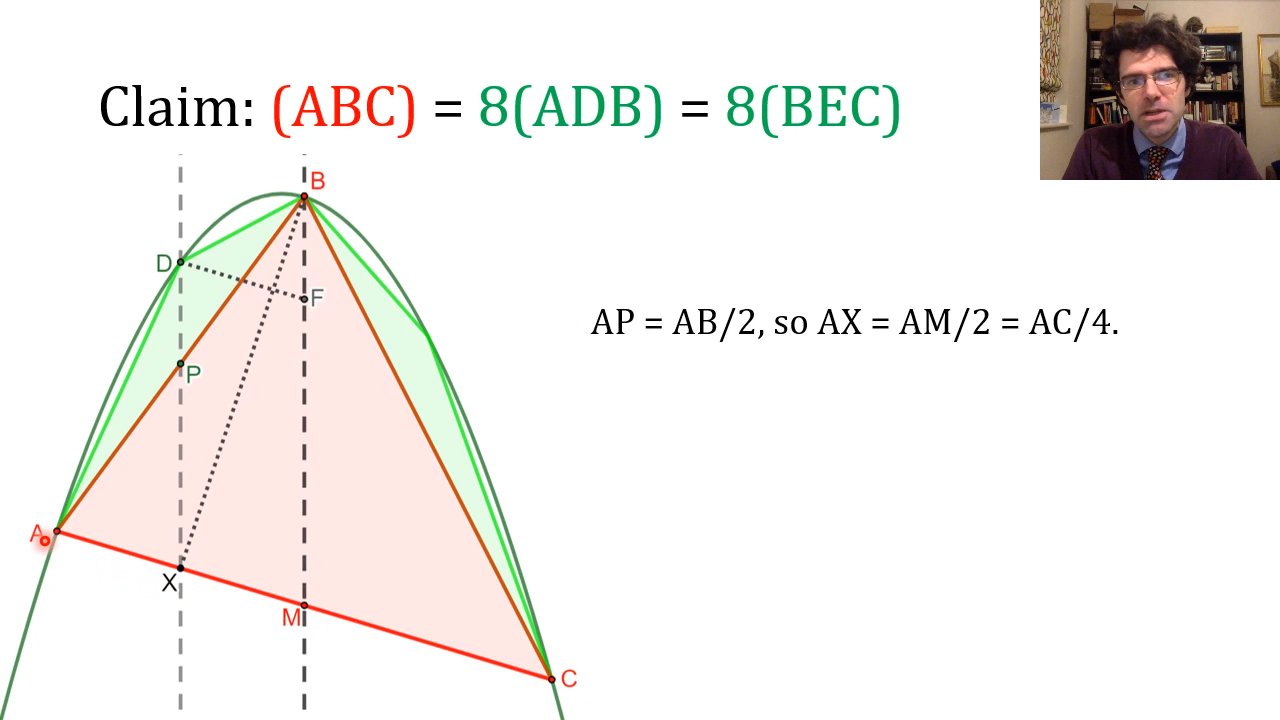 Claim: (ABC) = 8(ADB) = 8(BEC)
B
D
F
AP = AB/2, so AX = AM/2 = AC/4.
P
A
X
M
C